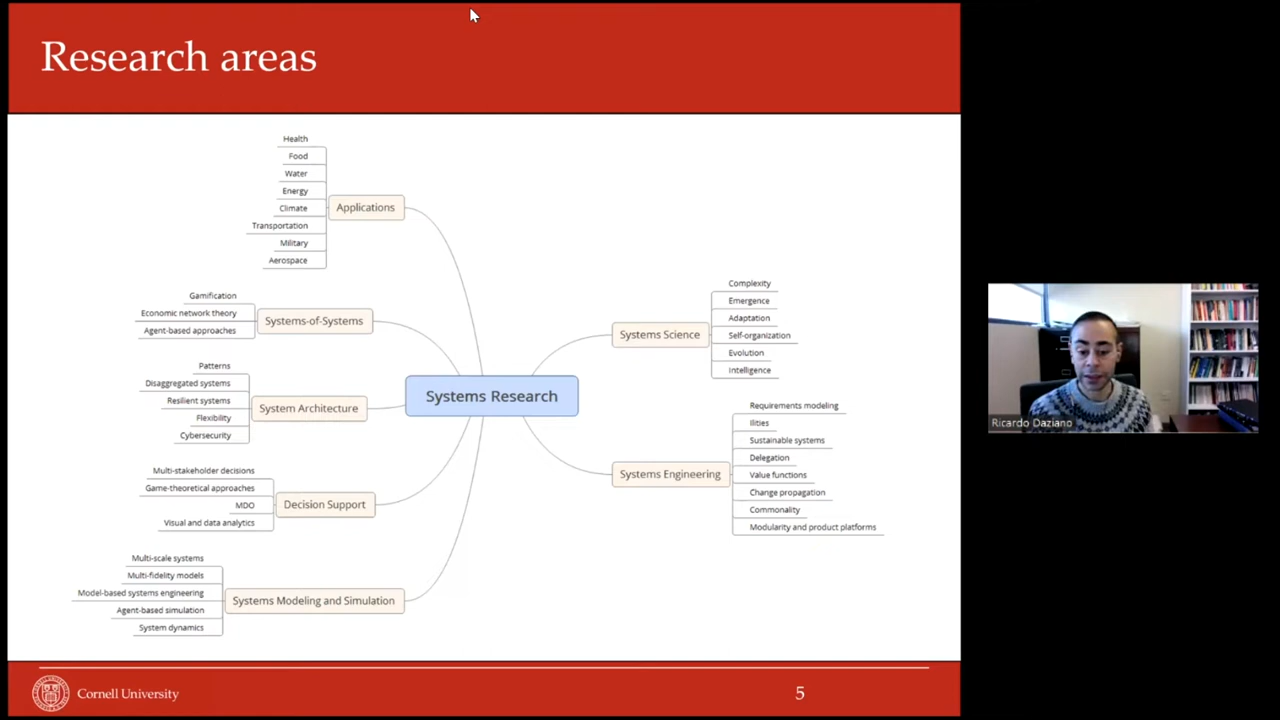 Research areas
Health
Food
Water
Energy
Climate
Transportation
Military
Aerospace
Applications
Gamification
Economic network theory
Agent-based approaches
Systems-of-Systems
Patterns
Disaggregated systems
Resilient systems
Flexibility
Cybersecurity
System Architecture
Multi-stakeholder decisions
Game-theoretical approaches
MDO
Visual and data analytics
Decision Support
Multi-scale systems
Multi-fidelity models
Model-based systems engineering
Agent-based simulation
System dynamics
Systems Modeling and Simulation
Systems Research
Systems Science
Complexity
Emergence
Adaptation
Self-organization
Evolution
Intelligence
Systems Engineering
Requirements modeling
Ilities
Sustainable systems
Delegation
Value functions
Change propagation
Commonality
Modularity and product platforms
Ricardo Daziano
Cornell University
5